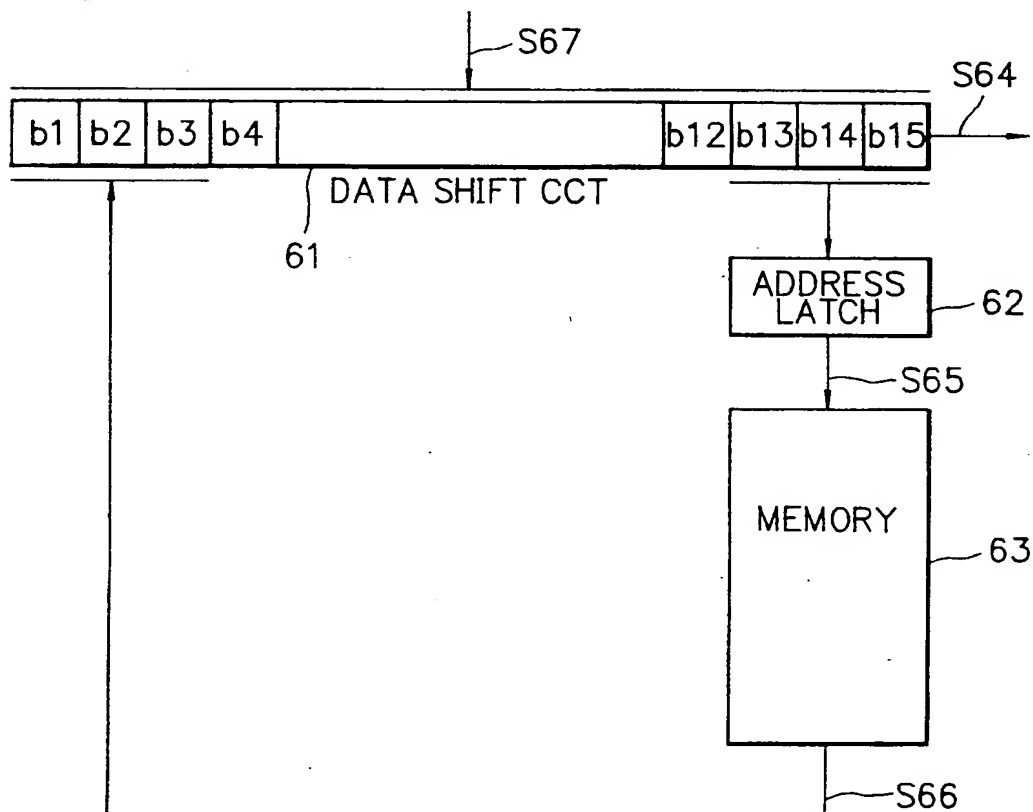 S67
S64
b1 b2 b3 b4 b12 b13 b14 b15
DATA SHIFT CCT
61
ADDRESS
LATCH
62
S65
MEMORY
63
S66